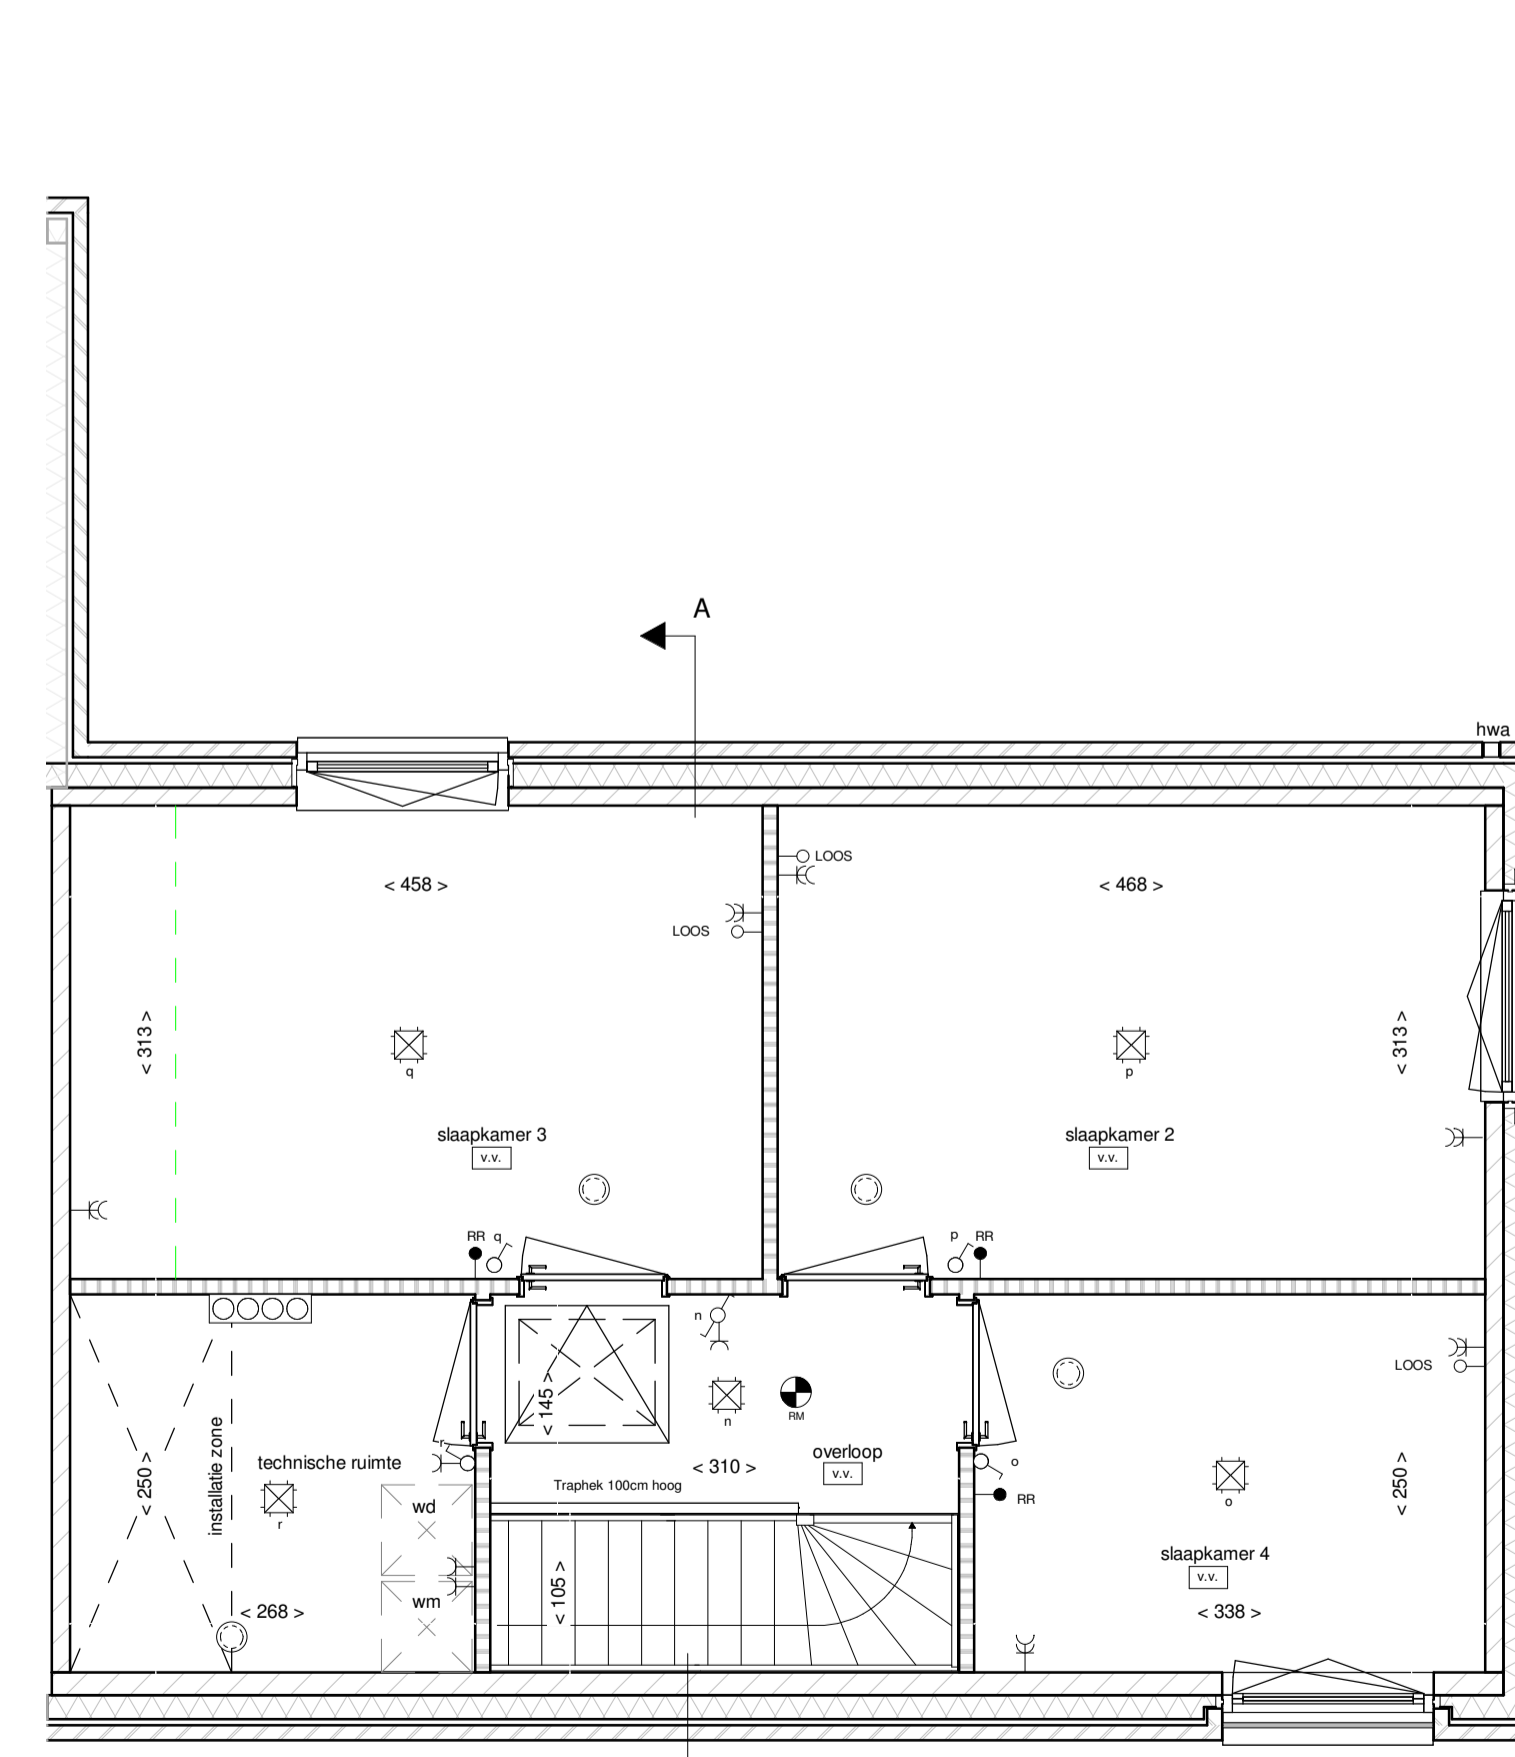 A
hwa
LOOS
< 458 >
< 468 >
LOOS
< 313 >
< 313 >
q
p
slaapkamer 3
slaapkamer 2
v.v.
v.v.
RR q
p RR
n
LOOS
< 145 >
n
RM
r
overloop
o
technische ruimte
< 310 >
v.v.
installatie zone
< 250 >
< 250 >
Traphek 100cm hoog
RR
wd
r
o
slaapkamer 4
v.v.
< 105 >
wm
< 268 >
< 338 >